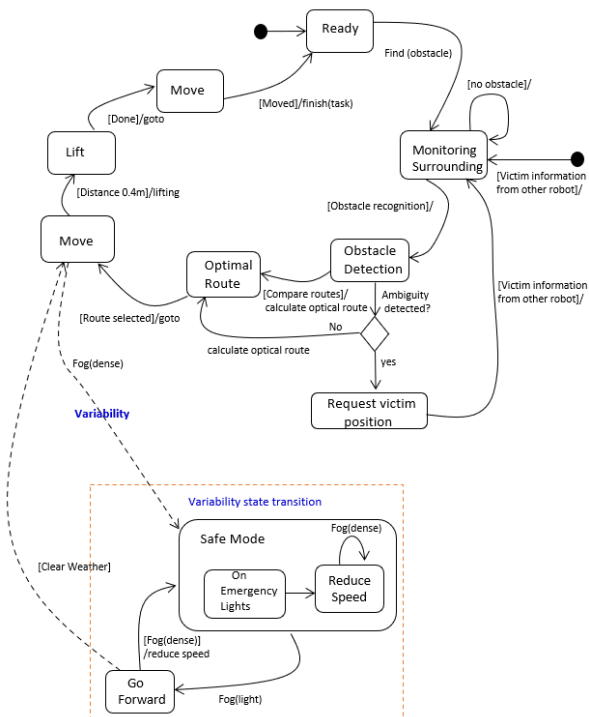 Ready
Find (obstacle)
[no obstacle]/
Move
[Moved]/finish(task)
[Done]/goto
Lift
Monitoring
Surrounding
[Victim information
from other robot]/
[Distance 0.4m]/lifting
[Obstacle recognition]/
Move
Obstacle
Detection
Optimal
Route
[Victim information
from other robot]/
[Compare routes]/
calculate optical route
Ambiguity
detected?
[Route selected]/goto
No
calculate optical route
yes
Fog(dense)
Request victim
position
Variability
Variability state transition
Fog(dense)
Safe Mode
On
Emergency
Lights
Reduce
Speed
[Clear Weather]
[Fog(dense)]
/reduce speed
Go
Forward
Fog(light)